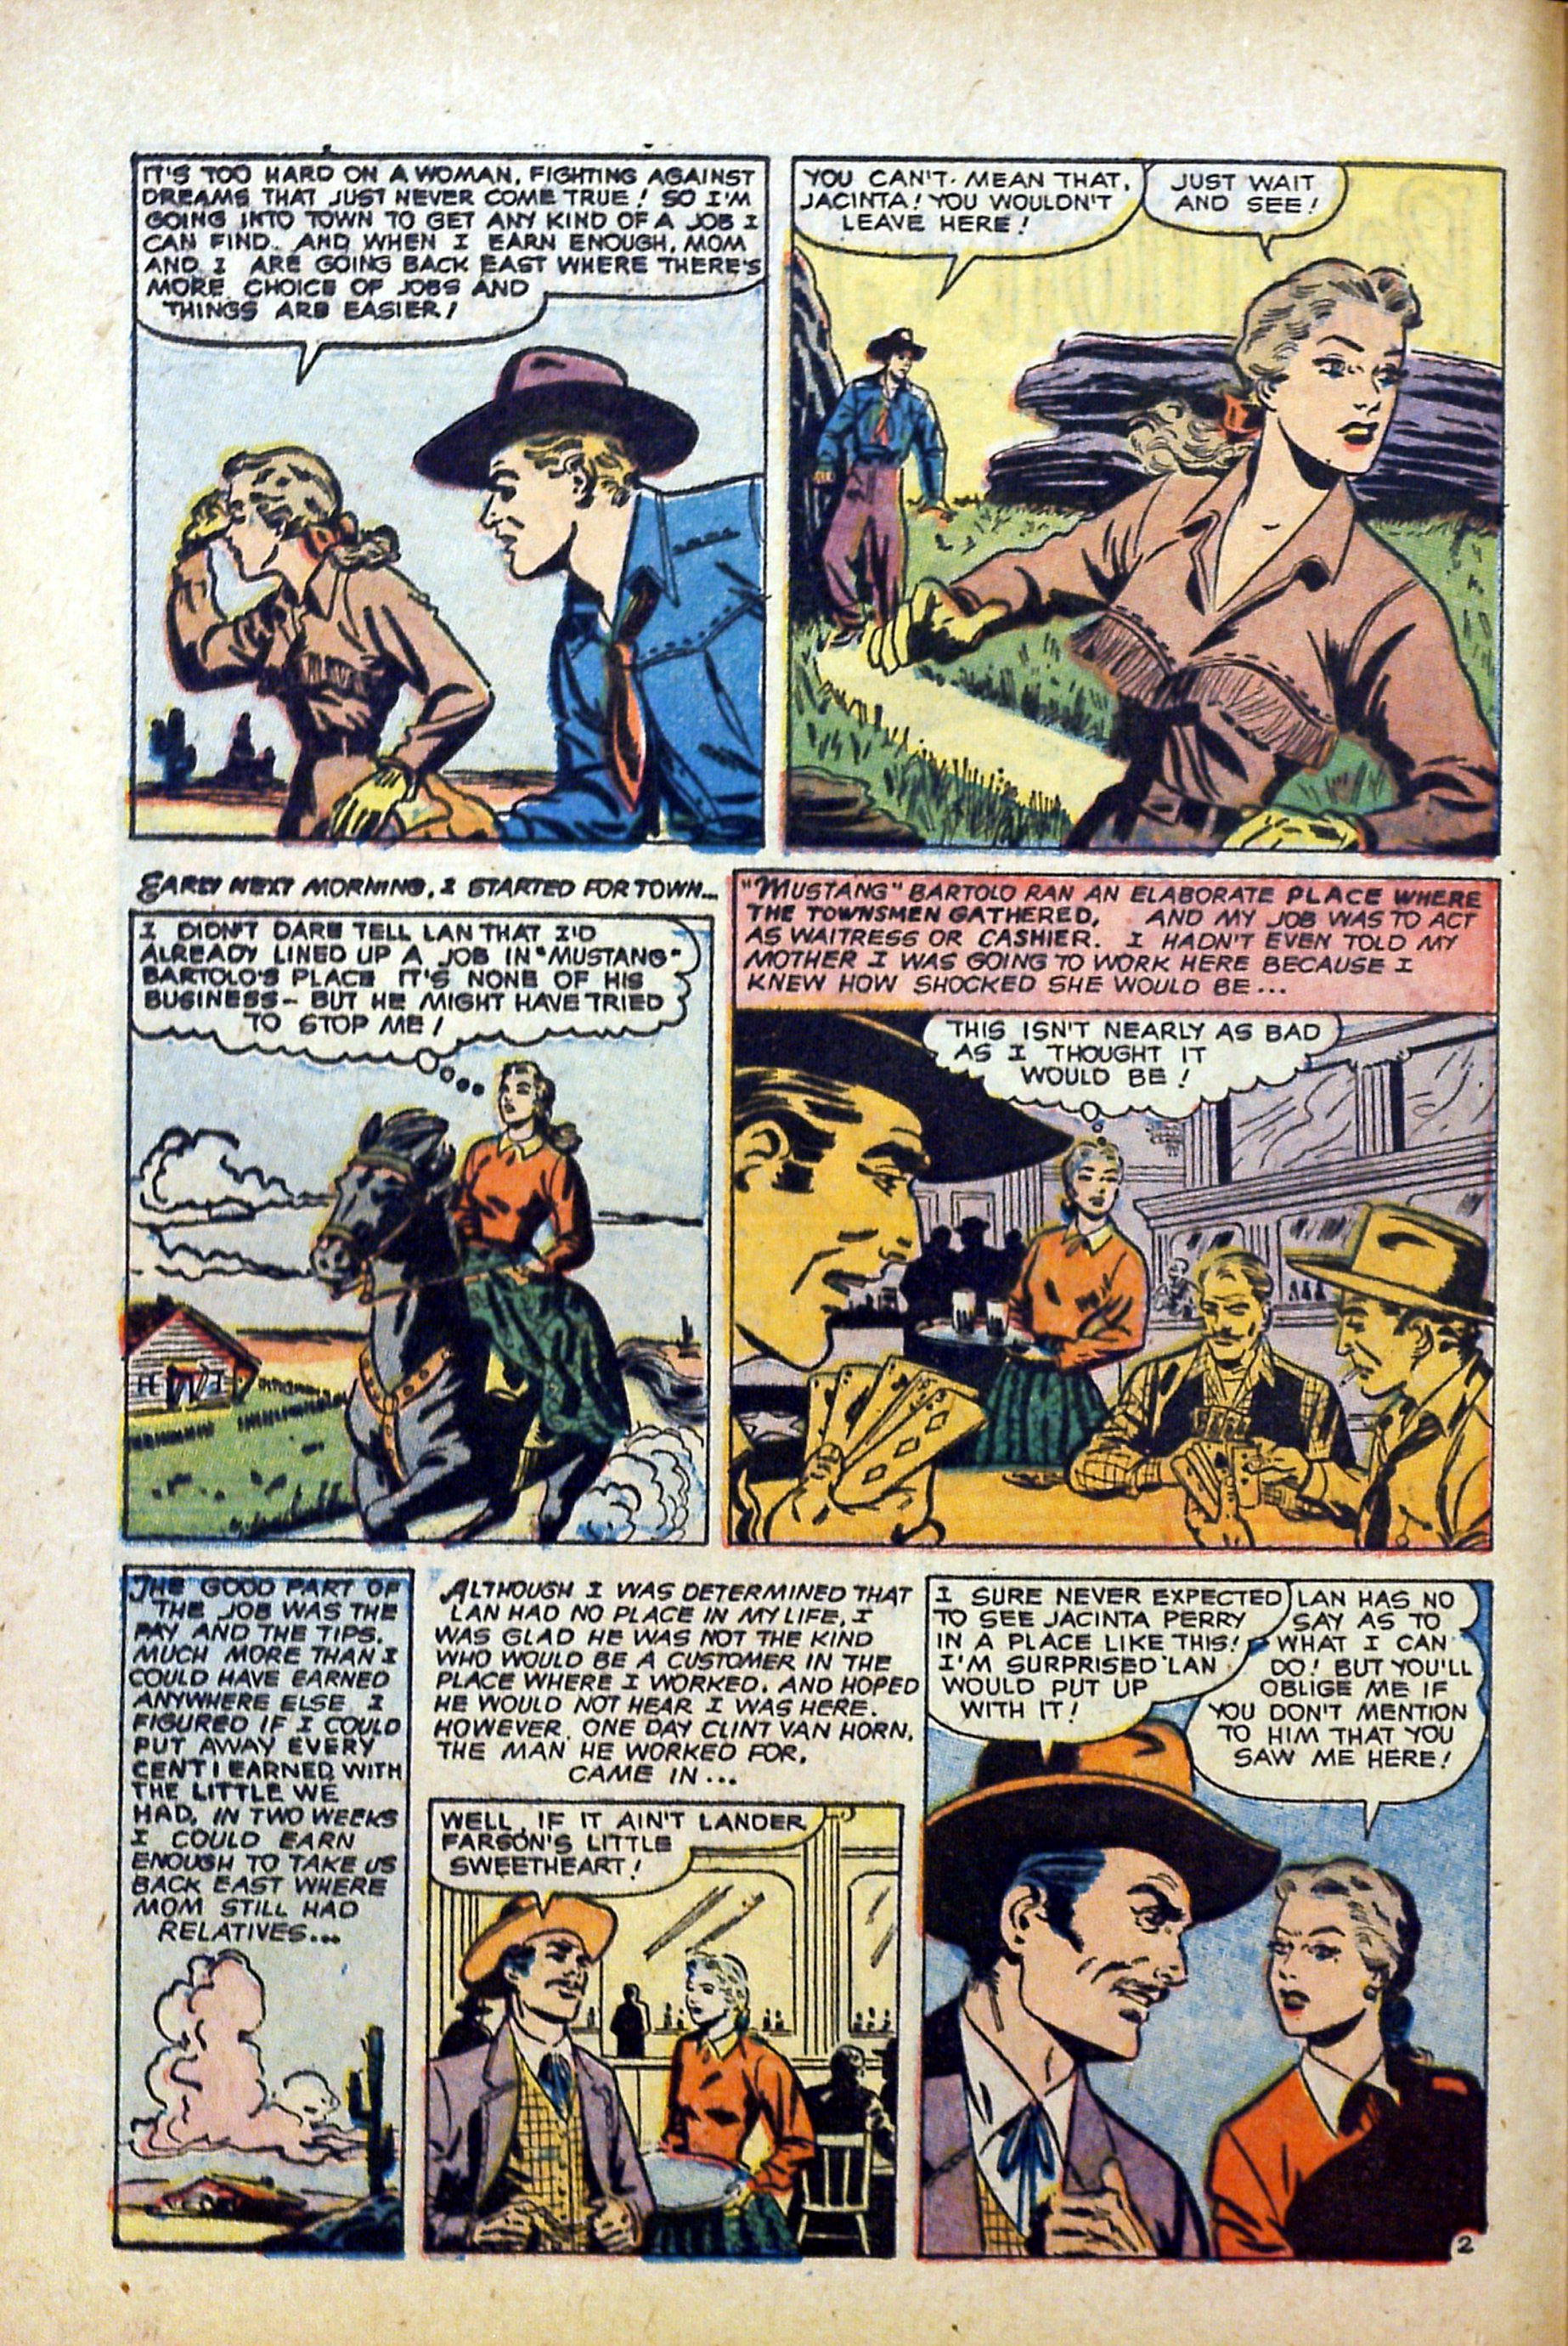 IT'S TOO HARD ON A WOMAN, FIGHTING AGAINST
DREAMS THAT JUST NEVER COME TRUE! SO I'M
GOING INTO TOWN TO GET ANY KIND OF A JOB I
CAN FIND. AND WHEN I EARN ENOUGH, MOM
AND I ARE GOING BACK EAST WHERE THERE'S
MORE CHOICE OF JOBS AND
THINGS ARE EASIER!
YOU CAN'T MEAN THAT,
JACINTA! YOU WOULDN'T
LEAVE HERE!
JUST WAIT
AND SEE!
EARLY NEXT MORNING, I STARTED FOR TOWN...
I DIDN'T DARE TELL LAN THAT I'D
ALREADY LINED UP A JOB IN "MUSTANG"
BARTOLO'S PLACE IT'S NONE OF HIS
BUSINESS- BUT HE MIGHT HAVE TRIED
TO STOP ME!
"MUSTANG" BARTOLO RAN AN ELABORATE PLACE WHERE
THE TOWNSMEN GATHERED, AND MY JOB WAS TO ACT
AS WAITRESS OR CASHIER. I HADN'T EVEN TOLD MY
MOTHER I WAS GOING TO WORK HERE BECAUSE I
KNEW HOW SHOCKED SHE WOULD BE...
THIS ISN'T NEARLY AS BAD
AS I THOUGHT IT
WOULD BE!
THE GOOD PART OF
THE JOB WAS THE
PAY AND THE TIPS.
MUCH MORE THAN I
COULD HAVE EARNED
ANYWHERE ELSE. I
FIGURED IF I COULD
PUT AWAY EVERY
CENT I EARNED WITH
THE LITTLE WE
HAD, IN TWO WEEKS
I COULD EARN
ENOUGH TO TAKE US
BACK EAST WHERE
MOM STILL HAD
RELATIVES...
ALTHOUGH I WAS DETERMINED THAT
LAN HAD NO PLACE IN MY LIFE, I
WAS GLAD HE WAS NOT THE KIND
WHO WOULD BE A CUSTOMER IN THE
PLACE WHERE I WORKED. AND HOPED
HE WOULD NOT HEAR I WAS HERE.
HOWEVER, ONE DAY CLINT VAN HORN,
THE MAN HE WORKED FOR,
CAME IN...
WELL, IF IT AIN'T LANDER
FARSON'S LITTLE
SWEETHEART!
I SURE NEVER EXPECTED
TO SEE JACINTA PERRY
IN A PLACE LIKE THIS!
I'M SURPRISED LAN
WOULD PUT UP
WITH IT!
LAN HAS NO
SAY AS TO
WHAT I CAN
DO! BUT YOU'LL
OBLIGE ME IF
YOU DON'T MENTION
TO HIM THAT YOU
SAW ME HERE!
2